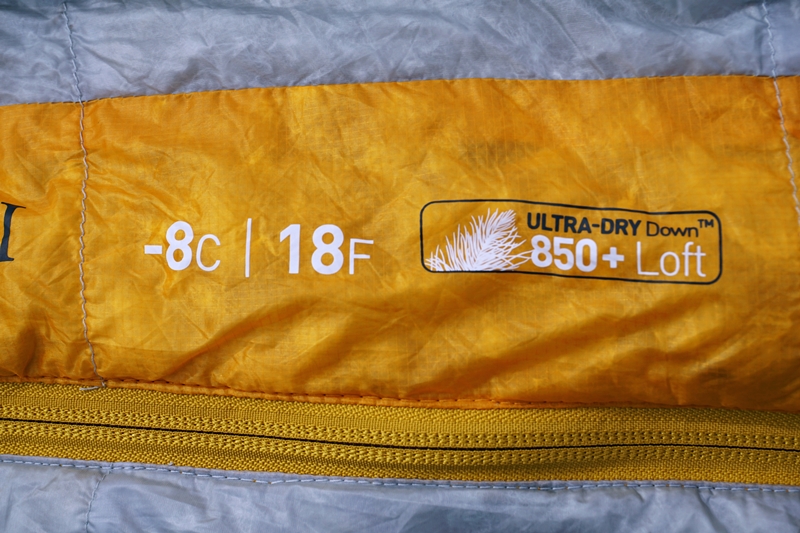 I
-8C | 18F
ULTRA-DRY Down™
850+ Loft